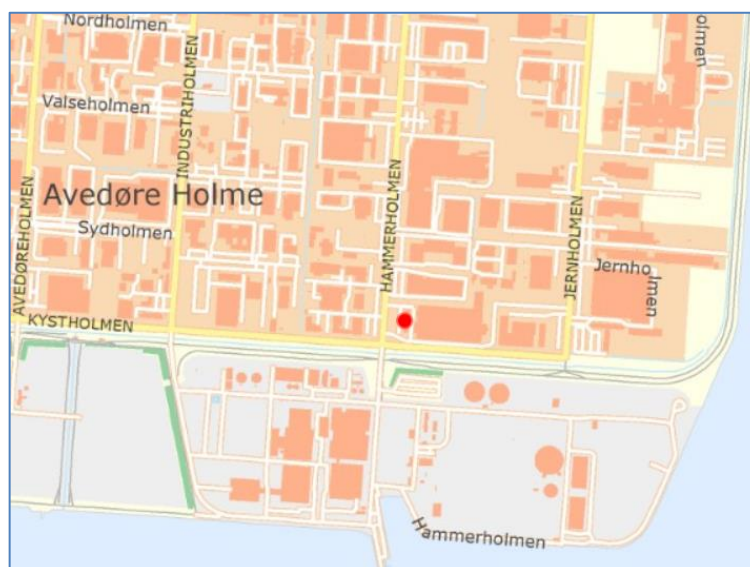 Nordholmen
olmen
Valseholmen
INDUSTRIHOLMEN
HAMMERHOLMEN
Avedøre Holme
AVEDØREHOLMEN
Sydholmen
JERNHOLMEN
Jernholmen
KYSTHOLMEN
Hammerholmen